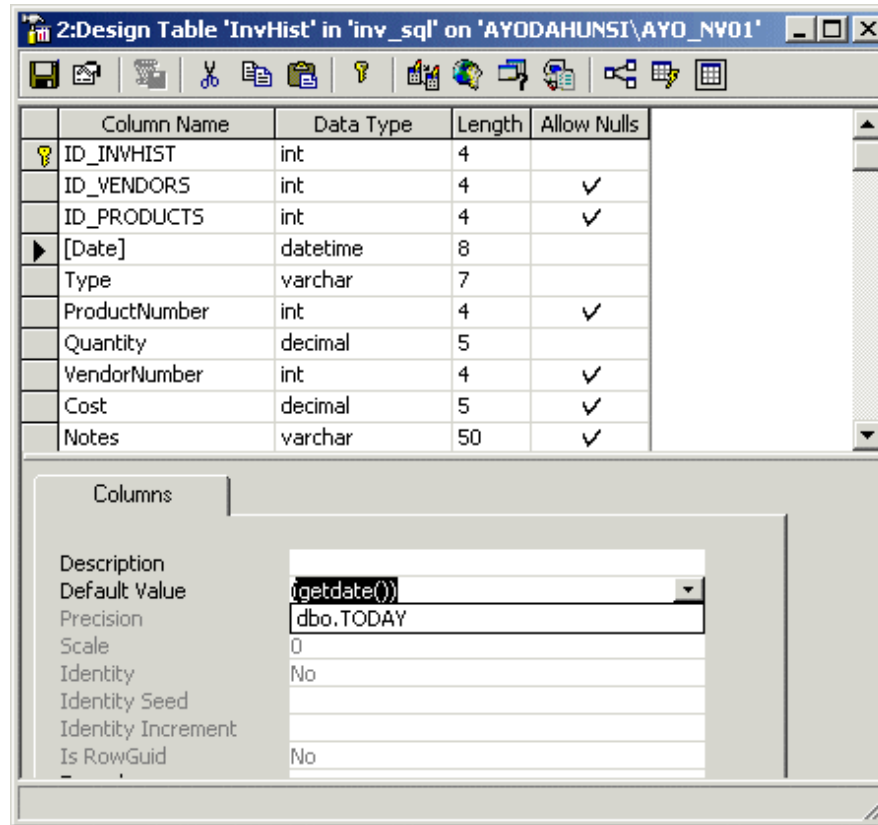 2:Design Table 'InvHist' in 'inv_sql' on 'AYODAHUNSI\AYO_NV01'
Column Name Data Type Length Allow Nulls
ID_INVHIST int 4
ID_VENDORS int 4
ID_PRODUCTS int 4
[Date] datetime 8
Type varchar 7
ProductNumber int 4
Quantity decimal 5
VendorNumber int 4
Cost decimal 5
Notes varchar 50
Columns
Description
Default Value (getdate())
Precision dbo.TODAY
Scale 0
Identity No
Identity Seed
Identity Increment
Is RowGuid No